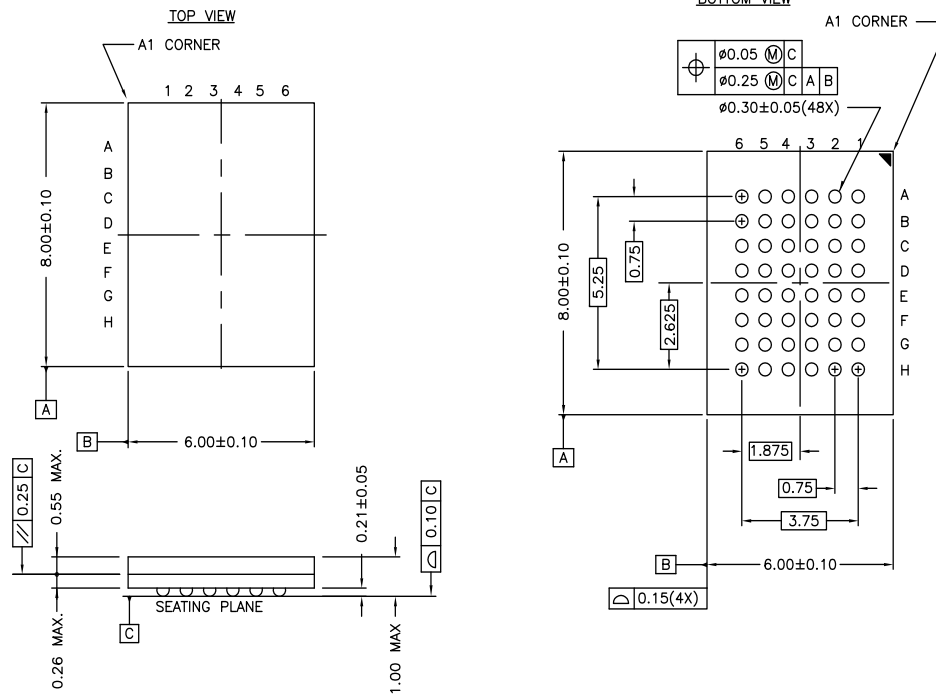 TOP VIEW
A1 CORNER
1 2 3 4 5 6
A
B
C
D
E
F
G
H
8.00±0.10
A
B
6.00±0.10
BOTTOM VIEW
A1 CORNER
⌀0.05 Ⓜ C
⌀0.25 Ⓜ C A B
⌀0.30±0.05(48X)
6 5 4 3 2 1
A
B
C
D
E
F
G
H
8.00±0.10
5.25
0.75
2.625
A
1.875
0.75
3.75
B
6.00±0.10
0.15(4X)
// 0.25 C
0.55 MAX.
0.21±0.05
0.10 C
SEATING PLANE
C
0.26 MAX.
1.00 MAX